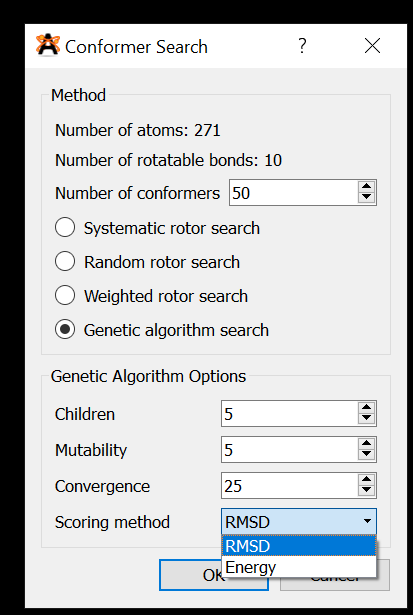 Conformer Search ?
Method
Number of atoms: 271
Number of rotatable bonds: 10
Number of conformers 50
Systematic rotor search
Random rotor search
Weighted rotor search
Genetic algorithm search
Genetic Algorithm Options
Children 5
Mutability 5
Convergence 25
Scoring method RMSD
RMSD
Energy
OK Cancel